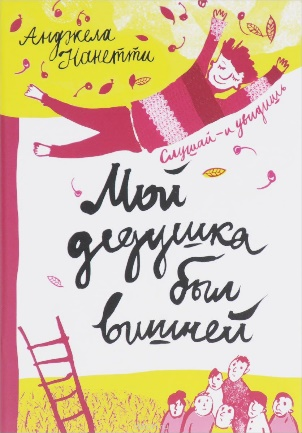 Анджела
Нанетти
Слушай – и увидишь
Мой
дедушка
был
вишней